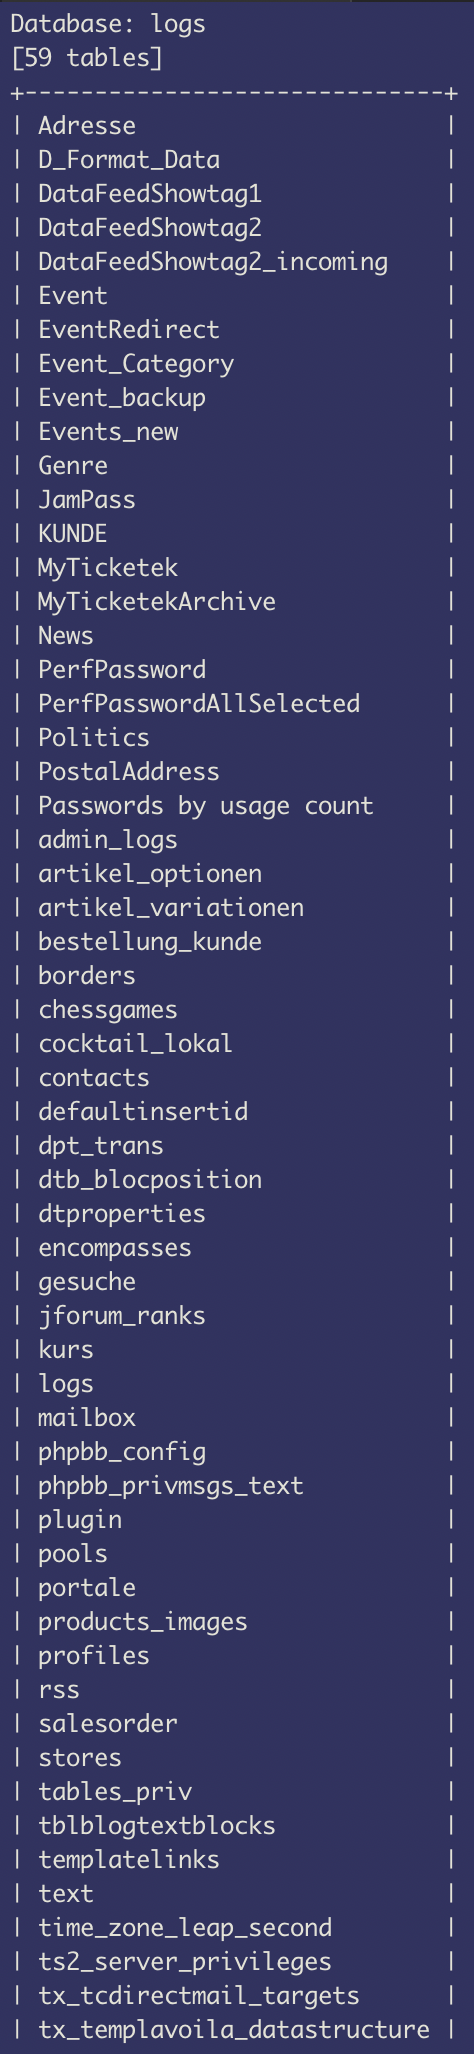 Database: logs
[59 tables]
+-------------------------------+
| Adresse |
| D_Format_Data |
| DataFeedShowtag1 |
| DataFeedShowtag2 |
| DataFeedShowtag2_incoming |
| Event |
| EventRedirect |
| Event_Category |
| Event_backup |
| Events_new |
| Genre |
| JamPass |
| KUNDE |
| MyTicketek |
| MyTicketekArchive |
| News |
| PerfPassword |
| PerfPasswordAllSelected |
| Politics |
| PostalAddress |
| Passwords by usage count |
| admin_logs |
| artikel_optionen |
| artikel_variationen |
| bestellung_kunde |
| borders |
| chessgames |
| cocktail_lokal |
| contacts |
| defaultinsertid |
| dpt_trans |
| dtb_blocposition |
| dtproperties |
| encompasses |
| gesuche |
| jforum_ranks |
| kurs |
| logs |
| mailbox |
| phpbb_config |
| phpbb_privmsgs_text |
| plugin |
| pools |
| portale |
| products_images |
| profiles |
| rss |
| salesorder |
| stores |
| tables_priv |
| tblblogtextblocks |
| templatelinks |
| text |
| time_zone_leap_second |
| ts2_server_privileges |
| tx_tcdirectmail_targets |
| tx_templavoila_datastructure |